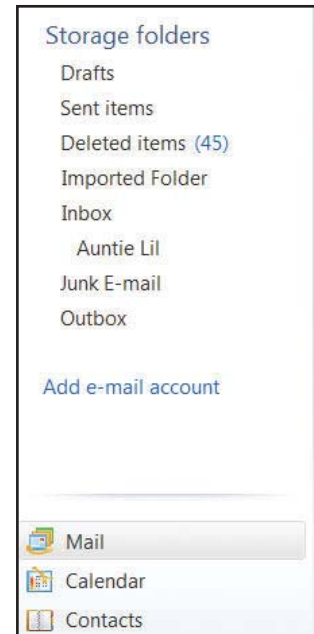 Storage folders
Drafts
Sent items
Deleted items (45)
Imported Folder
Inbox
Auntie Lil
Junk E-mail
Outbox
Add e-mail account
Mail
Calendar
Contacts